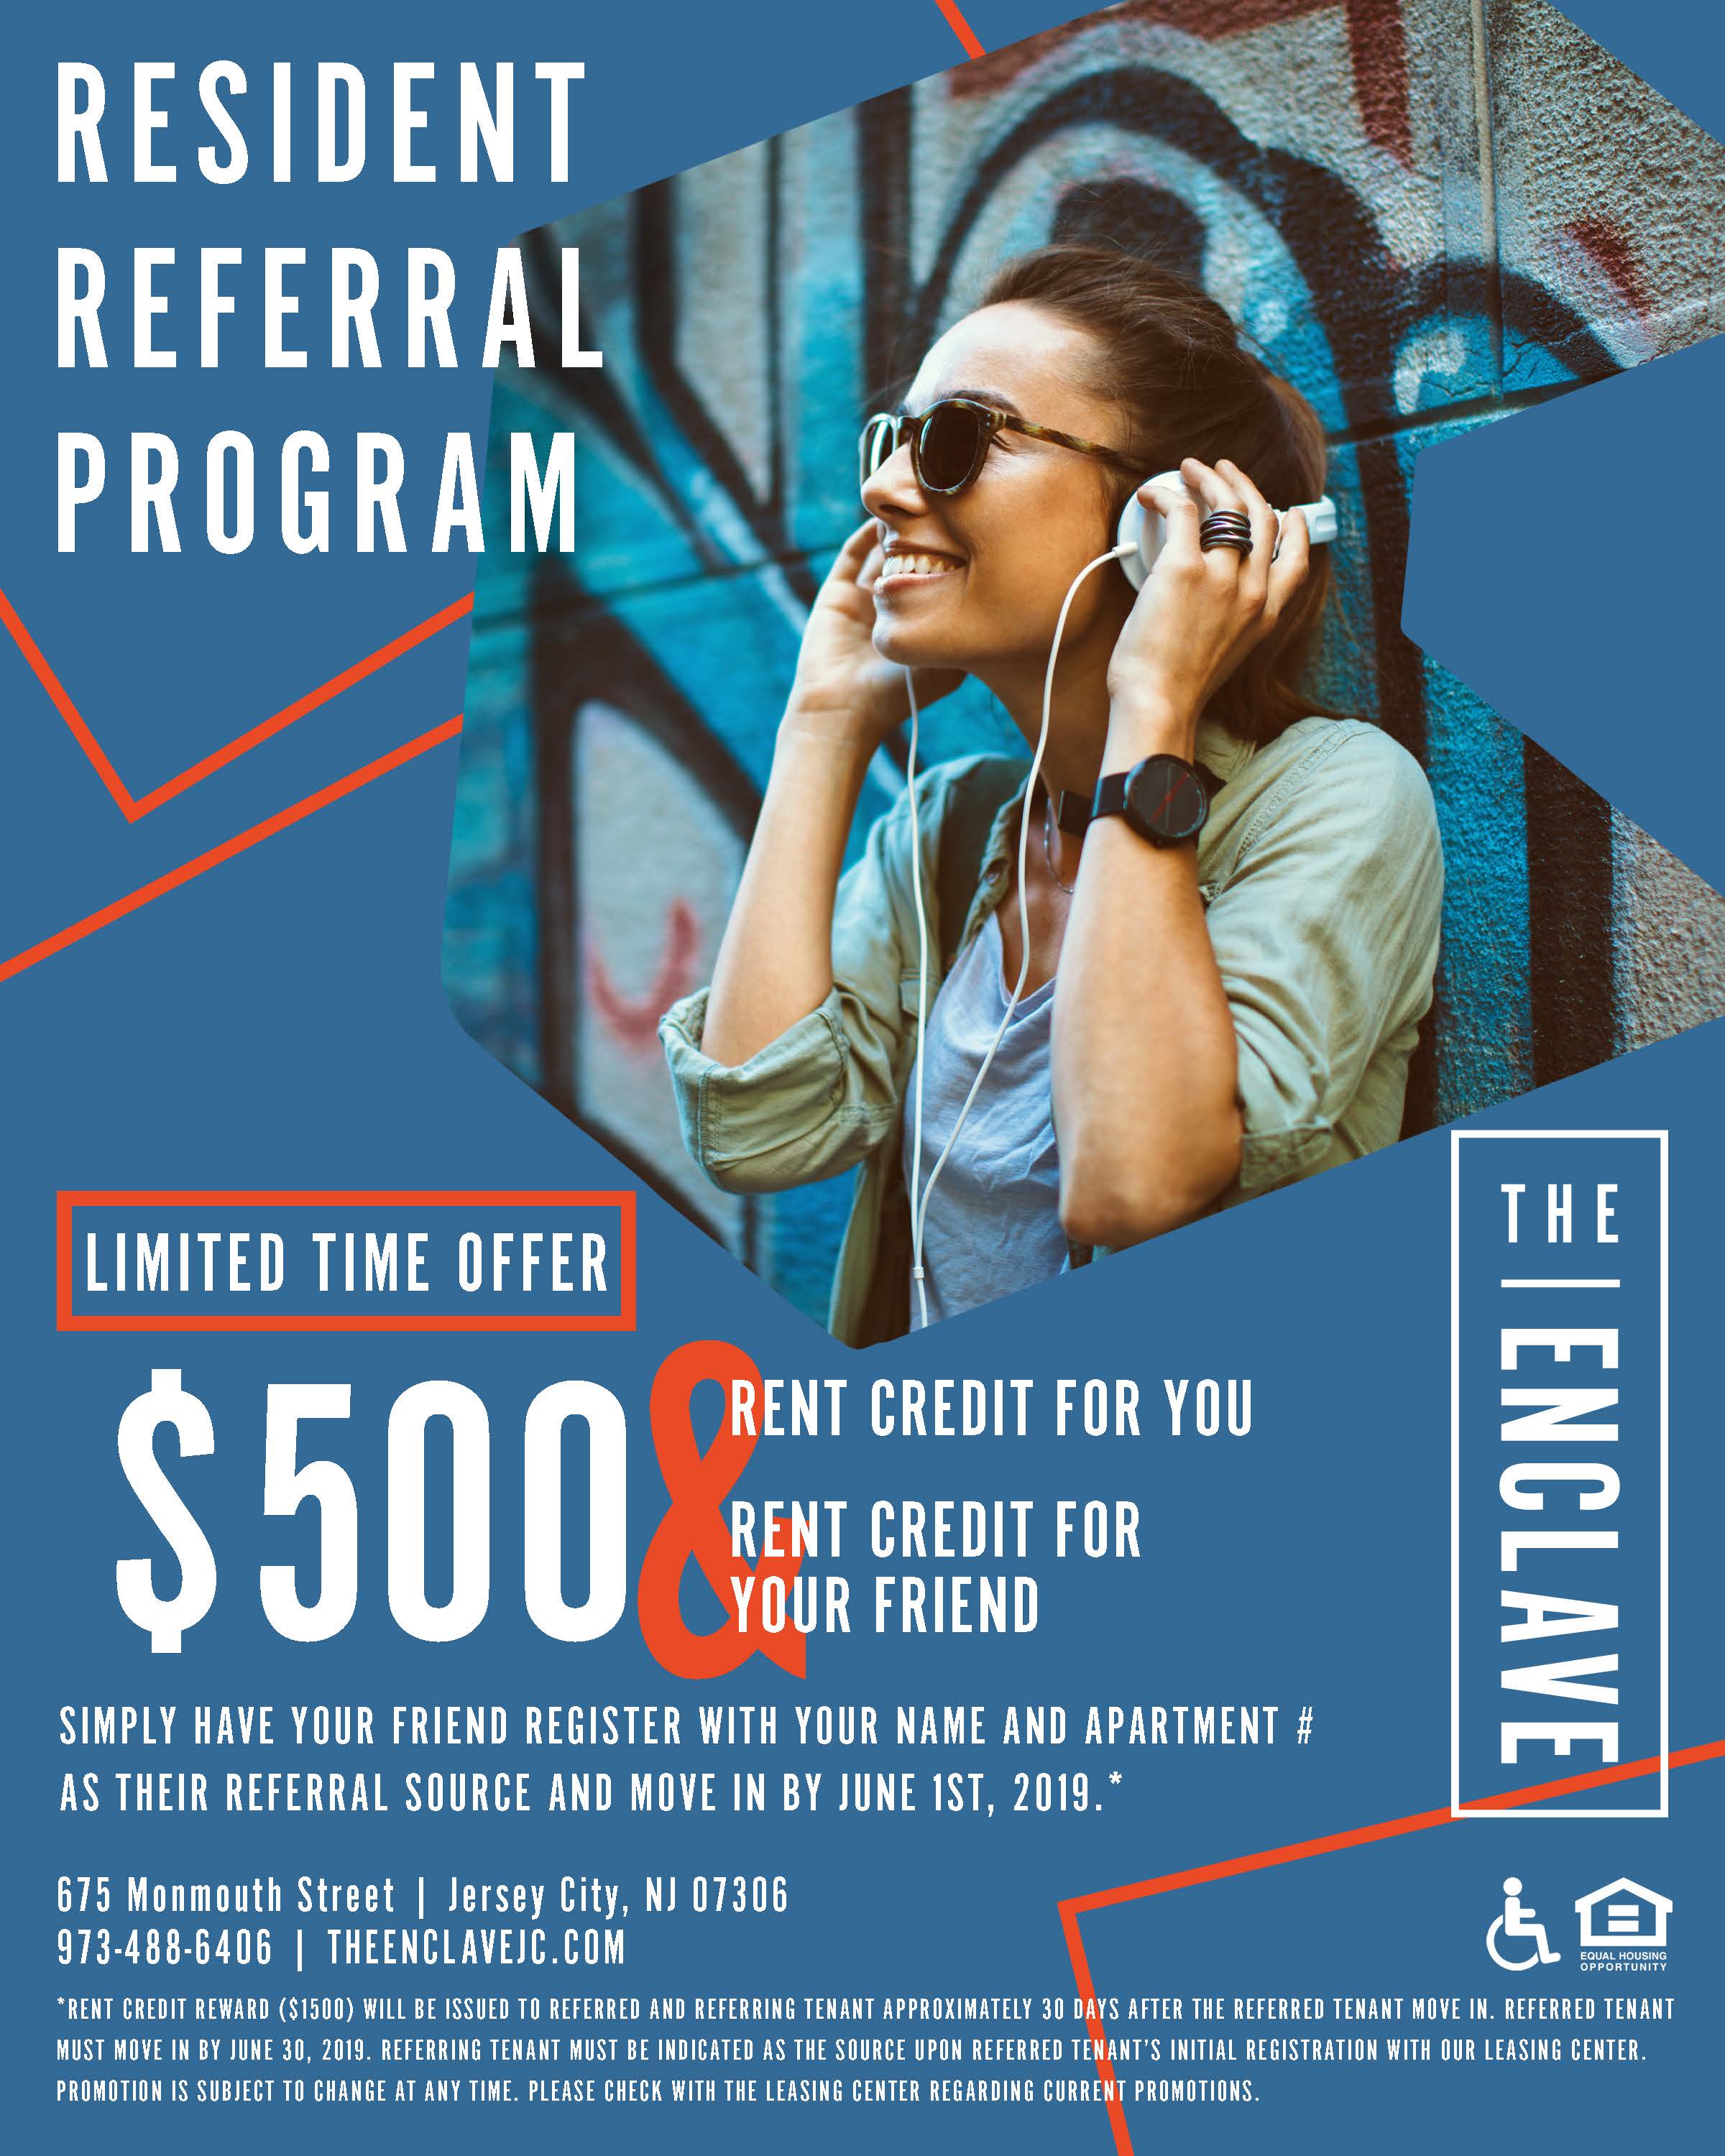 RESIDENT
REFERRAL
PROGRAM
LIMITED TIME OFFER
$500
&
RENT CREDIT FOR YOU
RENT CREDIT FOR
YOUR FRIEND
THE | ENCLAVE
SIMPLY HAVE YOUR FRIEND REGISTER WITH YOUR NAME AND APARTMENT #
AS THEIR REFERRAL SOURCE AND MOVE IN BY JUNE 1ST, 2019.*
675 Monmouth Street | Jersey City, NJ 07306
973-488-6406 | THEENCLAVEJC.COM
EQUAL HOUSING
OPPORTUNITY
*RENT CREDIT REWARD ($1500) WILL BE ISSUED TO REFERRED AND REFERRING TENANT APPROXIMATELY 30 DAYS AFTER THE REFERRED TENANT MOVE IN. REFERRED TENANT
MUST MOVE IN BY JUNE 30, 2019. REFERRING TENANT MUST BE INDICATED AS THE SOURCE UPON REFERRED TENANT'S INITIAL REGISTRATION WITH OUR LEASING CENTER.
PROMOTION IS SUBJECT TO CHANGE AT ANY TIME. PLEASE CHECK WITH THE LEASING CENTER REGARDING CURRENT PROMOTIONS.